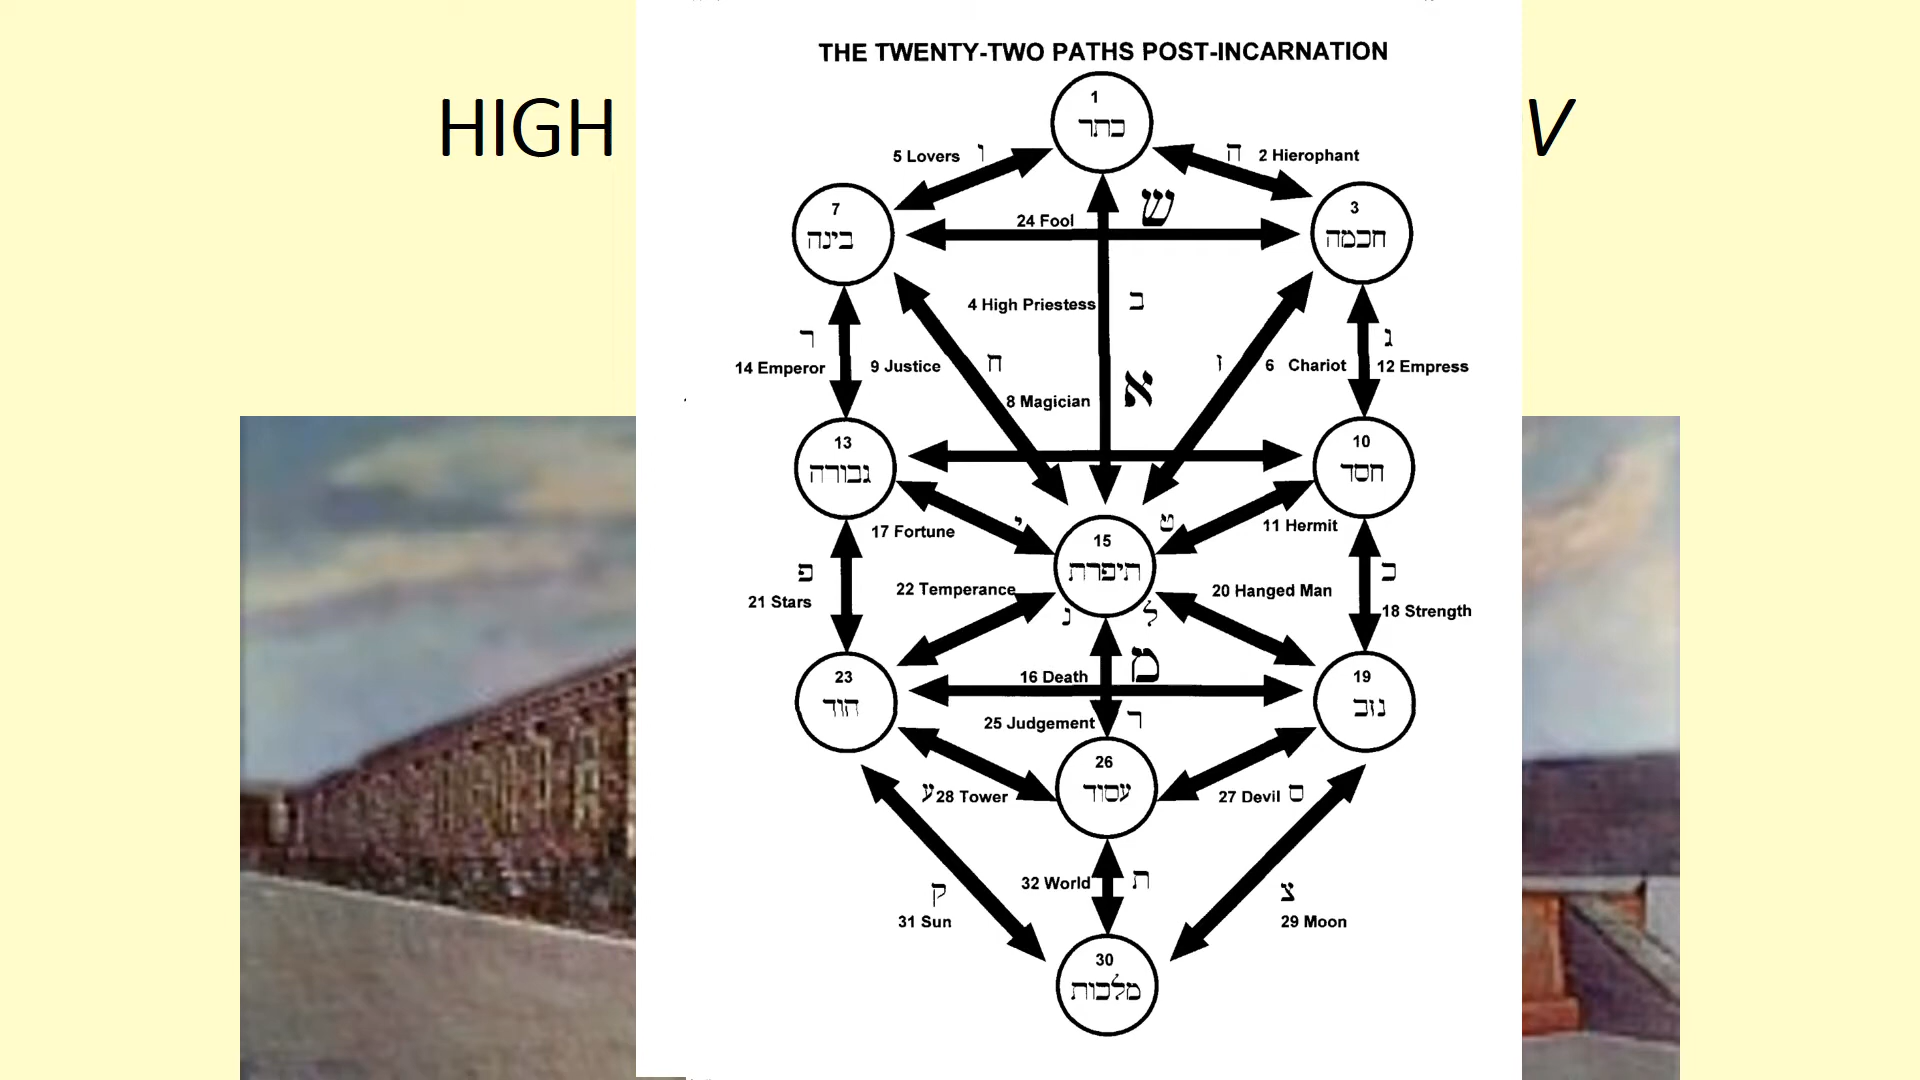 THE TWENTY-TWO PATHS POST-INCARNATION
HIGH
V
1
כתר
5 Lovers ו
ה 2 Hierophant
7
בינה
3
חכמה
24 Fool
ש
4 High Priestess
ב
ר
14 Emperor
9 Justice
ח
ז
6 Chariot
ג
12 Empress
8 Magician
א
13
גבורה
10
חסד
17 Fortune
י
ט
11 Hermit
15
תיפרת
פ
21 Stars
22 Temperance
נ
ל
20 Hanged Man
כ
18 Strength
16 Death
מ
23
הוד
19
נזב
25 Judgement
ר
26
עסוד
ע 28 Tower
27 Devil ס
32 World
ת
ק
31 Sun
צ
29 Moon
30
מלכות